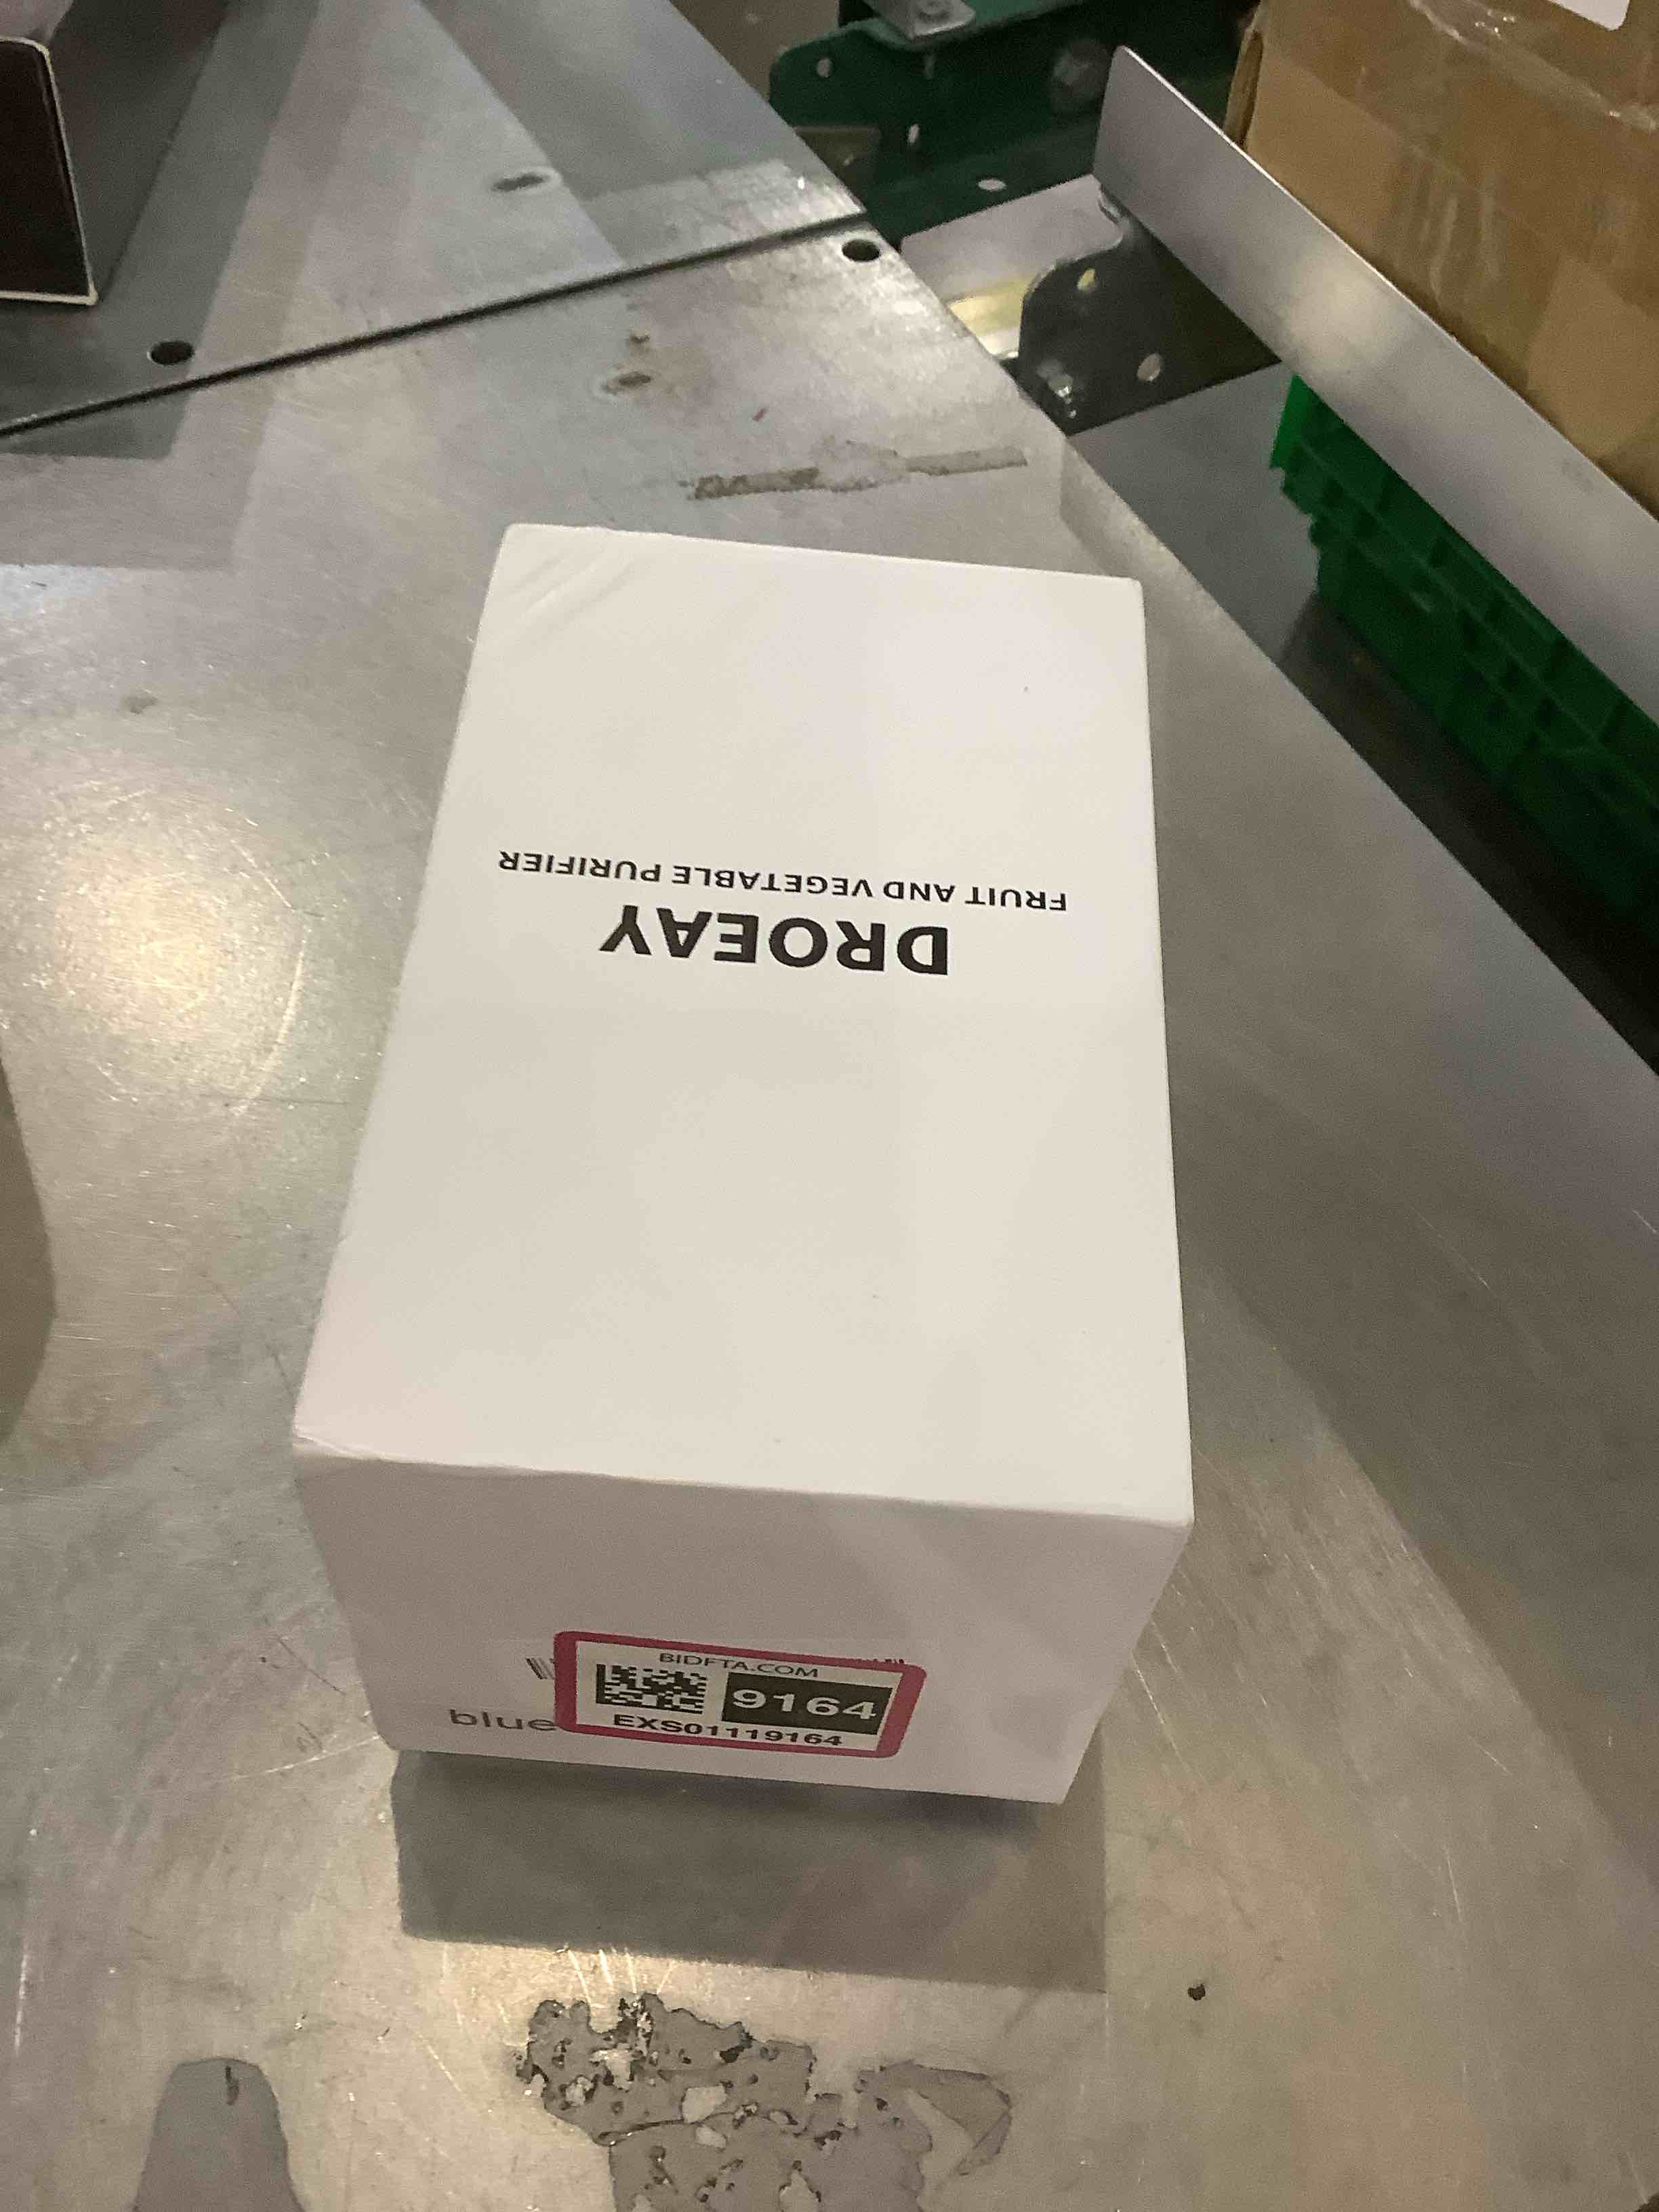 DROEAY
FRUIT AND VEGETABLE PURIFIER
BIDFTA.COM
9164
EXS01119164
blue